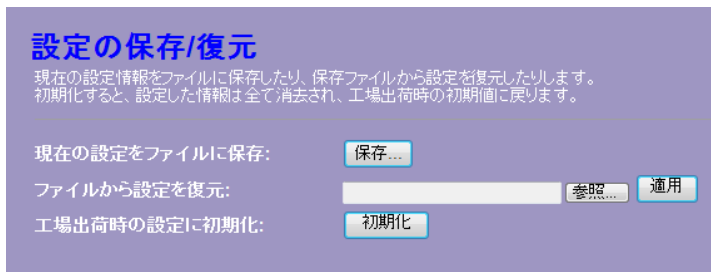 設定の保存/復元
現在の設定情報をファイルに保存したり、保存ファイルから設定を復元したりします。
初期化すると、設定した情報は全て消去され、工場出荷時の初期値に戻ります。
現在の設定をファイルに保存: 保存...
ファイルから設定を復元: 参照... 適用
工場出荷時の設定に初期化: 初期化